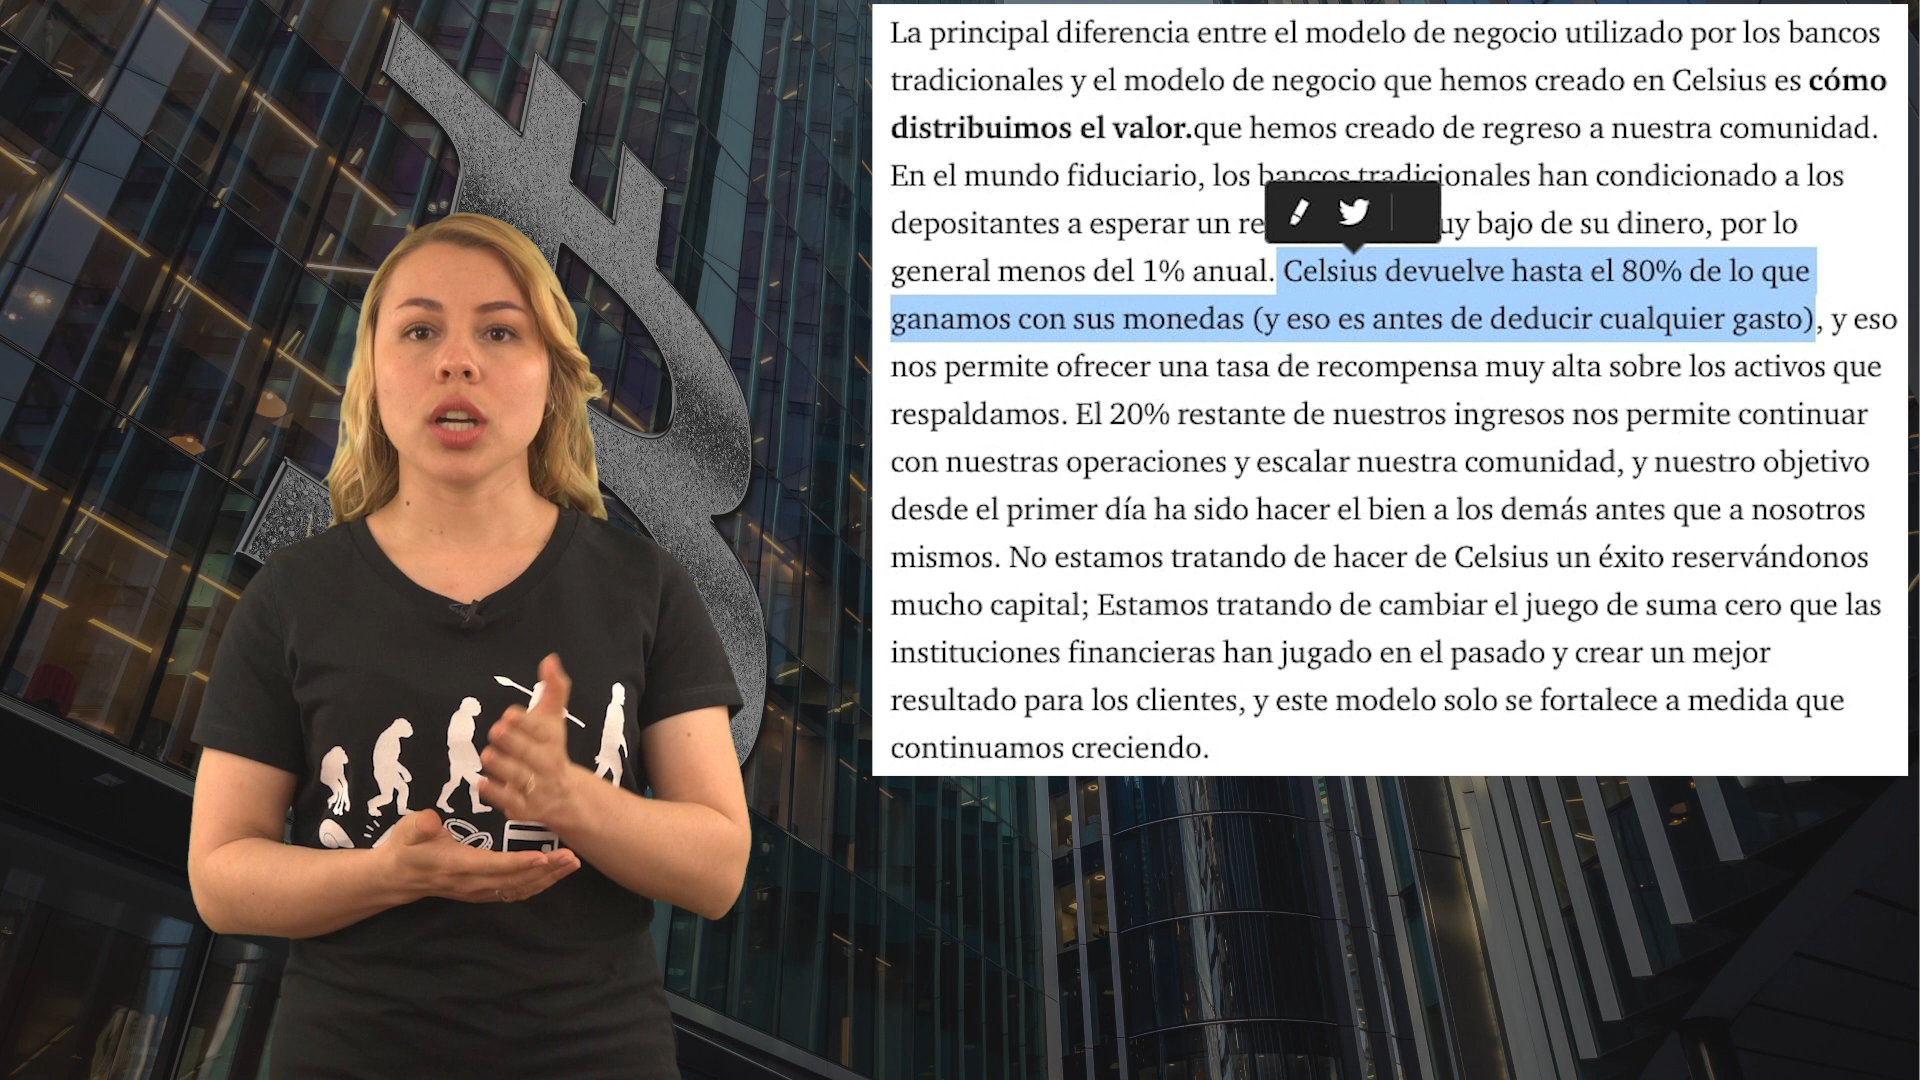 La principal diferencia entre el modelo de negocio utilizado por los bancos
tradicionales y el modelo de negocio que hemos creado en Celsius es cómo
distribuimos el valor.que hemos creado de regreso a nuestra comunidad.
En el mundo fiduciario, los bancos tradicionales han condicionado a los
depositantes a esperar un bajo de su dinero, por lo
general menos del 1% anual. Celsius devuelve hasta el 80% de lo que
ganamos con sus monedas (y eso es antes de deducir cualquier gasto), y eso
nos permite ofrecer una tasa de recompensa muy alta sobre los activos que
respaldamos. El 20% restante de nuestros ingresos nos permite continuar
con nuestras operaciones y escalar nuestra comunidad, y nuestro objetivo
desde el primer día ha sido hacer el bien a los demás antes que a nosotros
mismos. No estamos tratando de hacer de Celsius un éxito reservándonos
mucho capital; Estamos tratando de cambiar el juego de suma cero que las
instituciones financieras han jugado en el pasado y crear un mejor
resultado para los clientes, y este modelo solo se fortalece a medida que
continuamos creciendo.